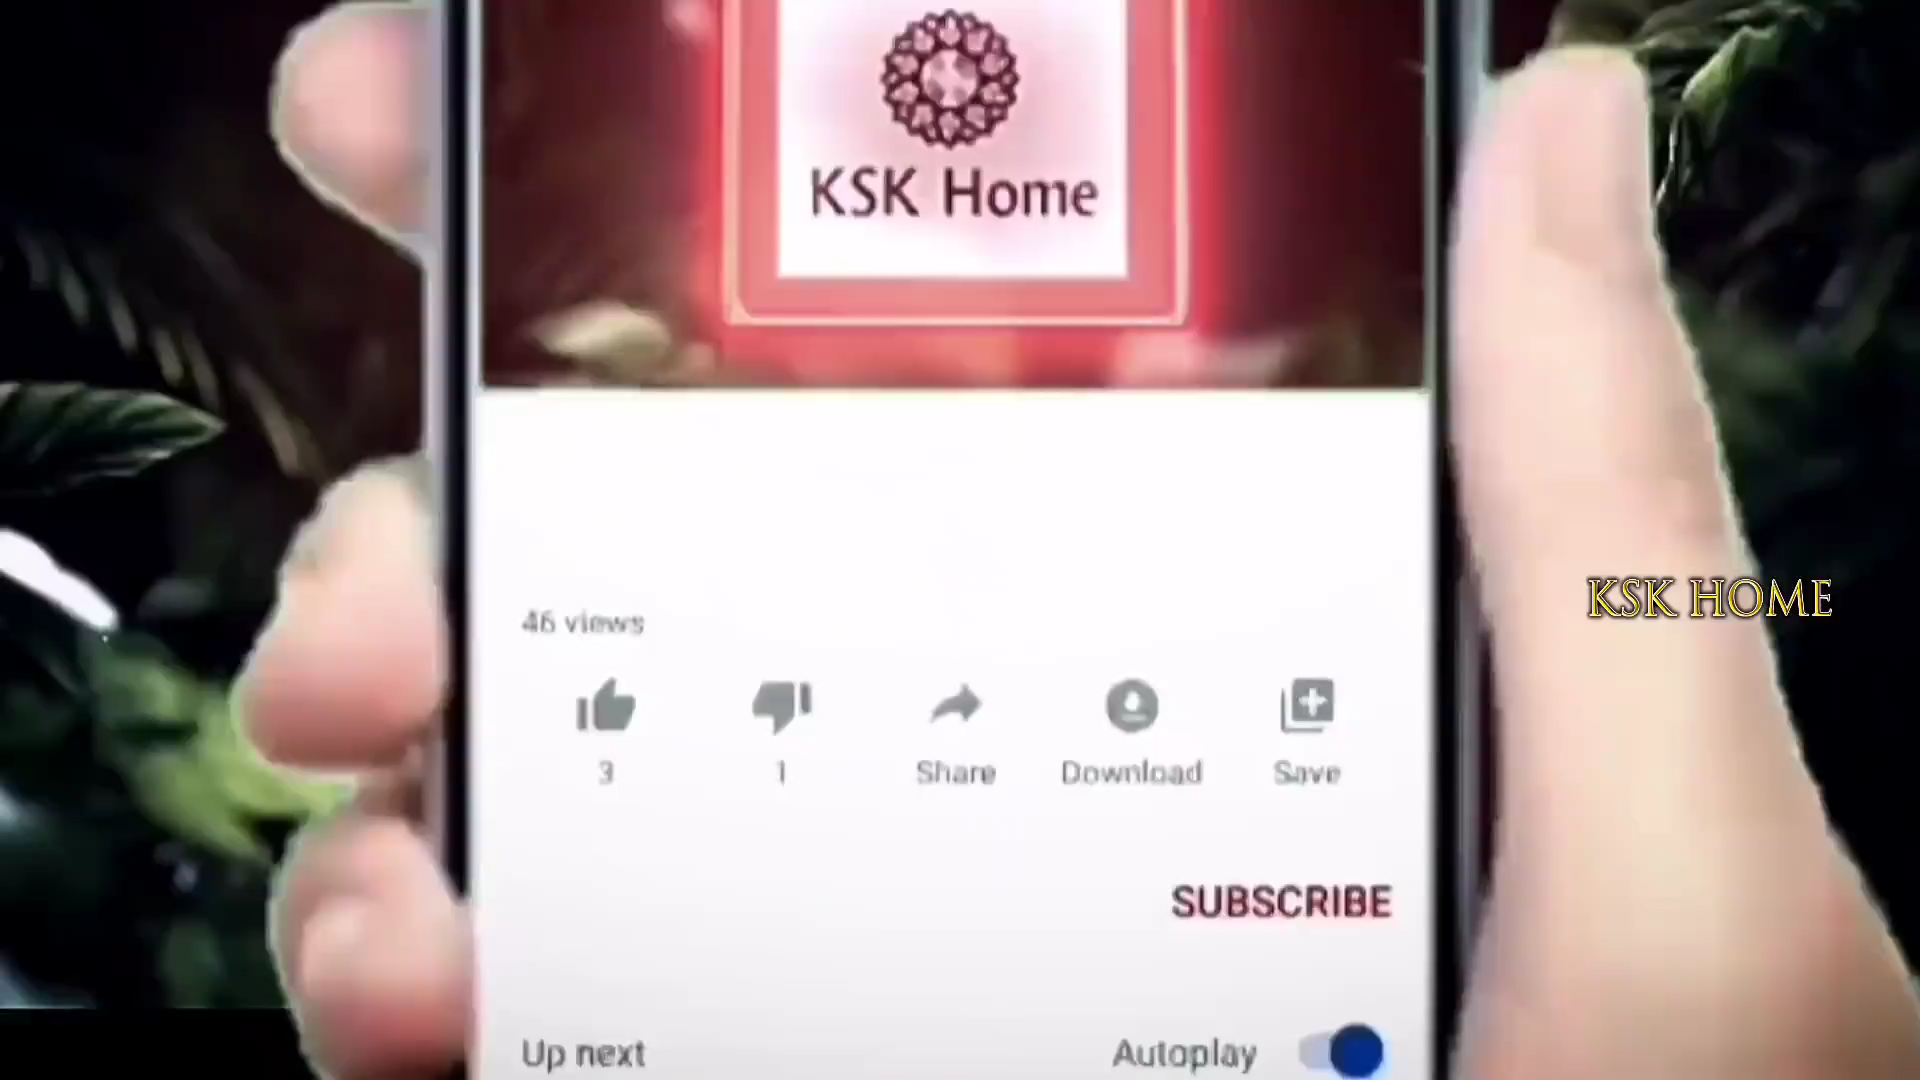 KSK Home
46 views
3
1
Share
Download
Save
KSK HOME
SUBSCRIBE
Up next
Autoplay